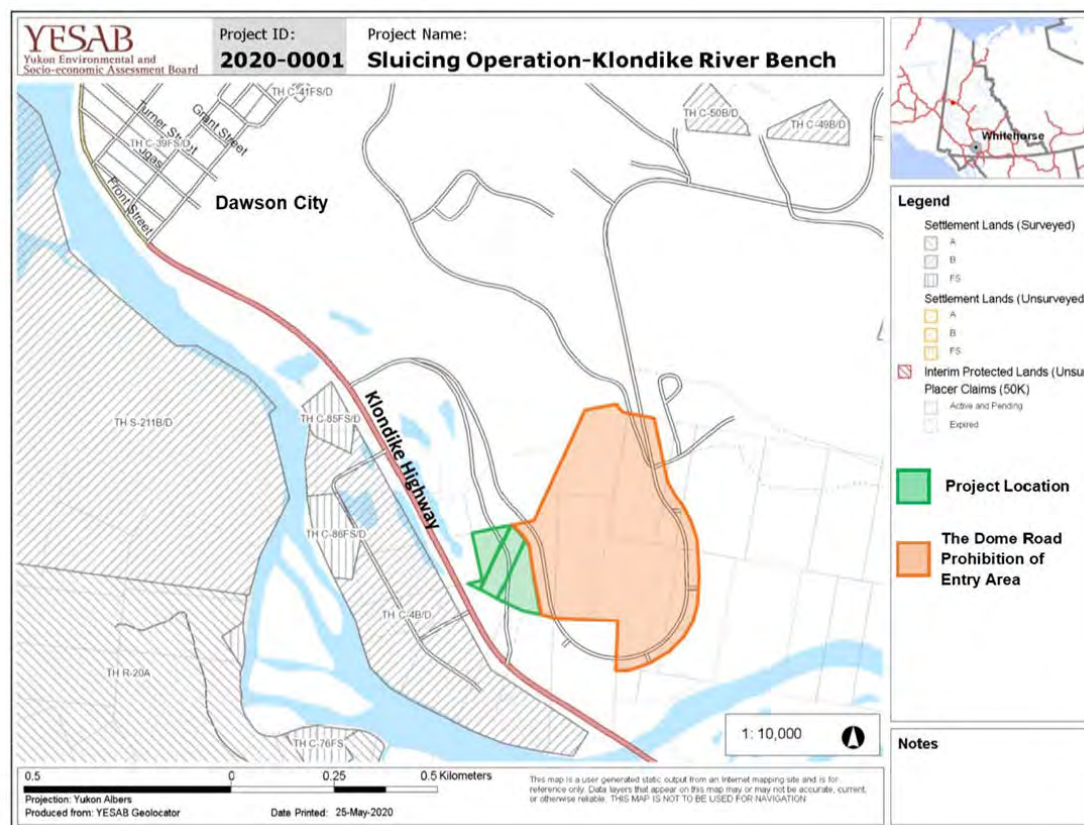 YESAB
Yukon Environmental and
Socio-economic Assessment Board
Project ID:
2020-0001
Project Name:
Sluicing Operation-Klondike River Bench
TH C-41FS/D
Turner Street
Grant Street
TH C-39FS/D
Front Street
Dawson City
TH C-50B/D
TH C-49B/D
Whitehorse
TH S-211B/D
TH C-85FS/D
Klondike Highway
TH C-86FS/D
TH C-4B/D
TH R-20A
TH C-76FS
1: 10,000
Legend
Settlement Lands (Surveyed)
A
B
FS
Settlement Lands (Unsurveyed
A
B
FS
Interim Protected Lands (Unsu
Placer Claims (50K)
Active and Pending
Expired
Project Location
The Dome Road
Prohibition of
Entry Area
Notes
0.5 0 0.25 0.5 Kilometers
Projection: Yukon Albers
Produced from: YESAB Geolocator
Date Printed: 25-May-2020
This map is a user generated static output from an Internet mapping site and is for
reference only. Data layers that appear on this map may or may not be accurate, current,
or otherwise reliable. THIS MAP IS NOT TO BE USED FOR NAVIGATION